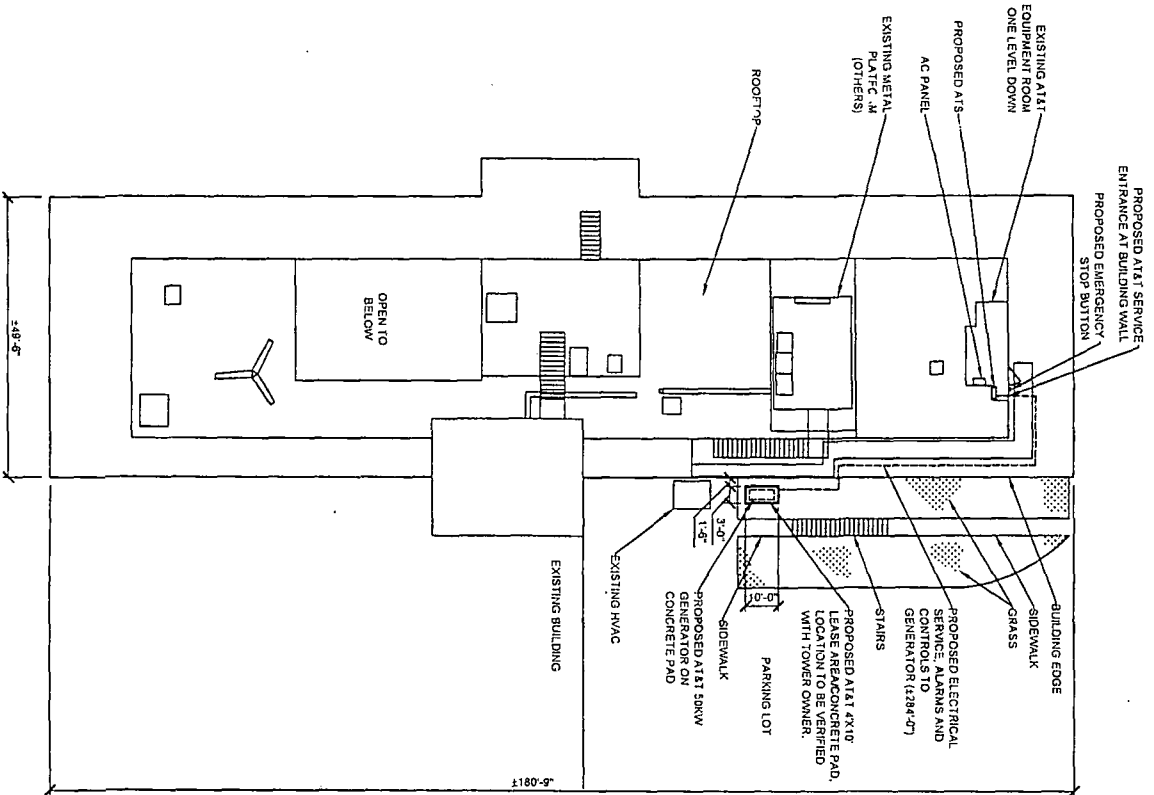 EXISTING AT&T
EQUIPMENT ROOM
ONE LEVEL DOWN
PROPOSED ATS
AC PANEL
EXISTING METAL
PLATFC .M
(OTHERS)
ROOFTOP
PROPOSED AT&T SERVICE
ENTRANCE AT BUILDING WALL
PROPOSED EMERGENCY
STOP BUTTON
OPEN TO
BELOW
±49'-6"
BUILDING EDGE
SIDEWALK
GRASS
PROPOSED ELECTRICAL
SERVICE, ALARMS AND
CONTROLS TO
GENERATOR (±284'-0")
STAIRS
PROPOSED AT&T 4'X10'
LEASE AREA/CONCRETE PAD,
LOCATION TO BE VERIFIED
WITH TOWER OWNER.
PARKING LOT
10'-0"
3'-0"
1'-6"
SIDEWALK
PROPOSED AT&T 50KW
GENERATOR ON
CONCRETE PAD
EXISTING HVAC
EXISTING BUILDING
±180'-9"